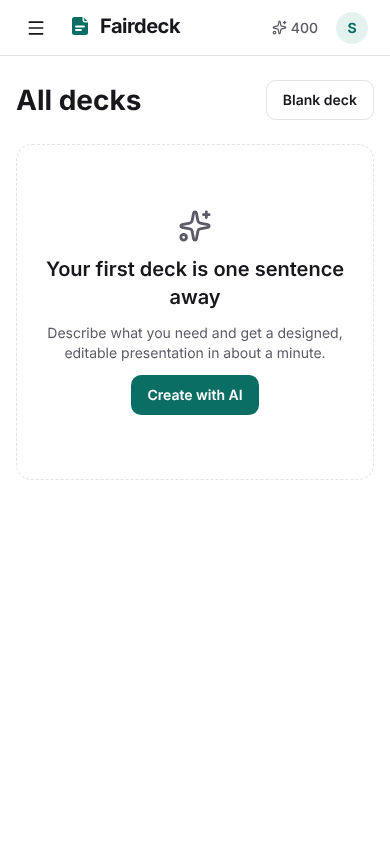 Fairdeck
400
S
All decks
Blank deck
Your first deck is one sentence
away
Describe what you need and get a designed,
editable presentation in about a minute.
Create with AI